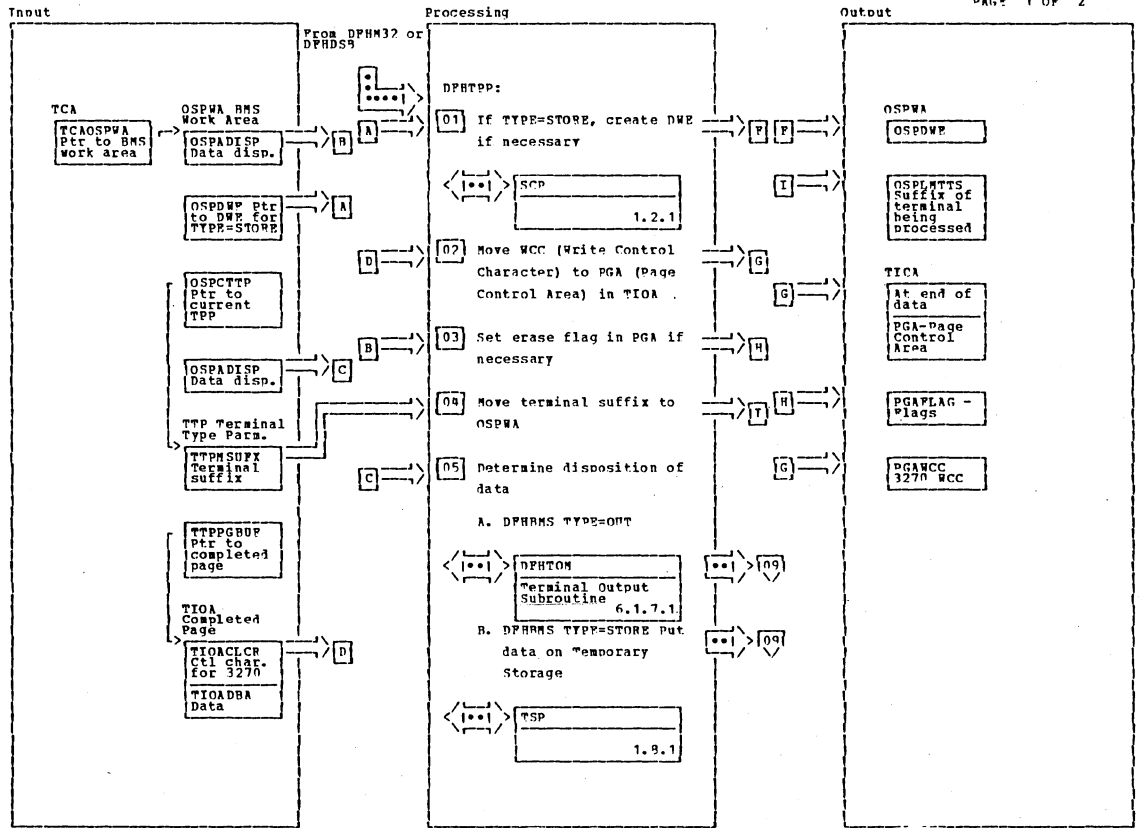 PAGE 1 OF 2
Input
Processing
Output
From DFHM32 or
DFHDSB
DFHTPP:
TCA
TCAOSPWA
Ptr to BMS
work area
OSPWA BMS
Work Area
OSPADISP
Data disp.
B
A
01 If TYPE=STORE, create DWE
if necessary
F
F
OSPWA
OSPDWE
OSPDWE Ptr
to DWE for
TYPE=STORE
A
SCP
1.2.1
I
OSPLMTTS
Suffix of
terminal
being
processed
D
02 Move WCC (Write Control
Character) to PGA (Page
Control Area) in TIOA .
G
OSPCTTP
Ptr to
current
TPP
G
TICA
At end of
data
PGA-Page
Control
Area
B
03 Set erase flag in PGA if
necessary
H
OSPADISP
Data disp.
C
04 Move terminal suffix to
OSPWA
I
H
PGAFLAG -
Flags
TTP Terminal
Type Parm.
TTPMSUFX
Terminal
suffix
C
05 Determine disposition of
data
G
PGAWCC
3270 WCC
A. DFHBMS TYPE=OUT
TTPPGBUF
Ptr to
completed
page
DFHTOM
Terminal Output
Subroutine
6.1.7.1
09
TIOA
Completed
Page
TIOACLCR
Ctl char.
for 3270
TIOADBA
Data
D
B. DFHBMS TYPE=STORE Put
data on Temporary
Storage
09
TSP
1.8.1